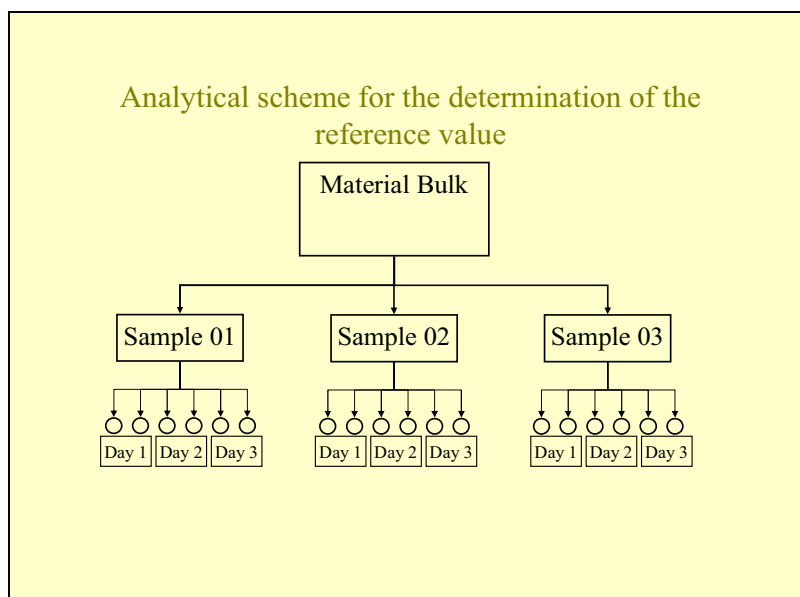 Analytical scheme for the determination of the
reference value
Material Bulk
Sample 01
Sample 02
Sample 03
Day 1
Day 2
Day 3
Day 1
Day 2
Day 3
Day 1
Day 2
Day 3